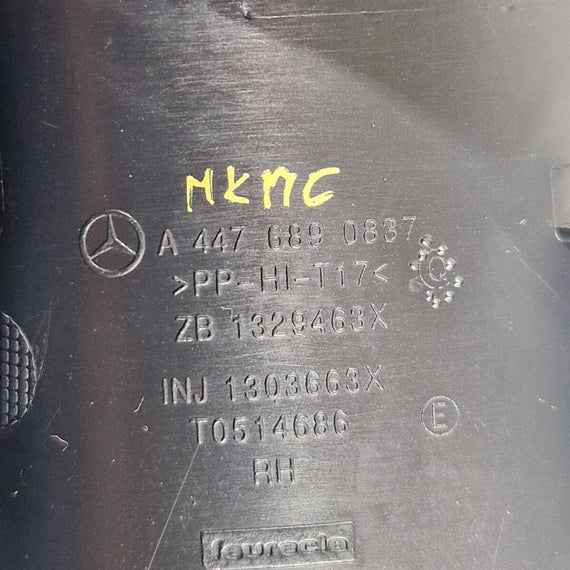 MKMC
A 447 689 0837
>PP-HI-T17<
Q
ZB 1329463X
INJ 1303663X
T0514686
E
RH
faurecia